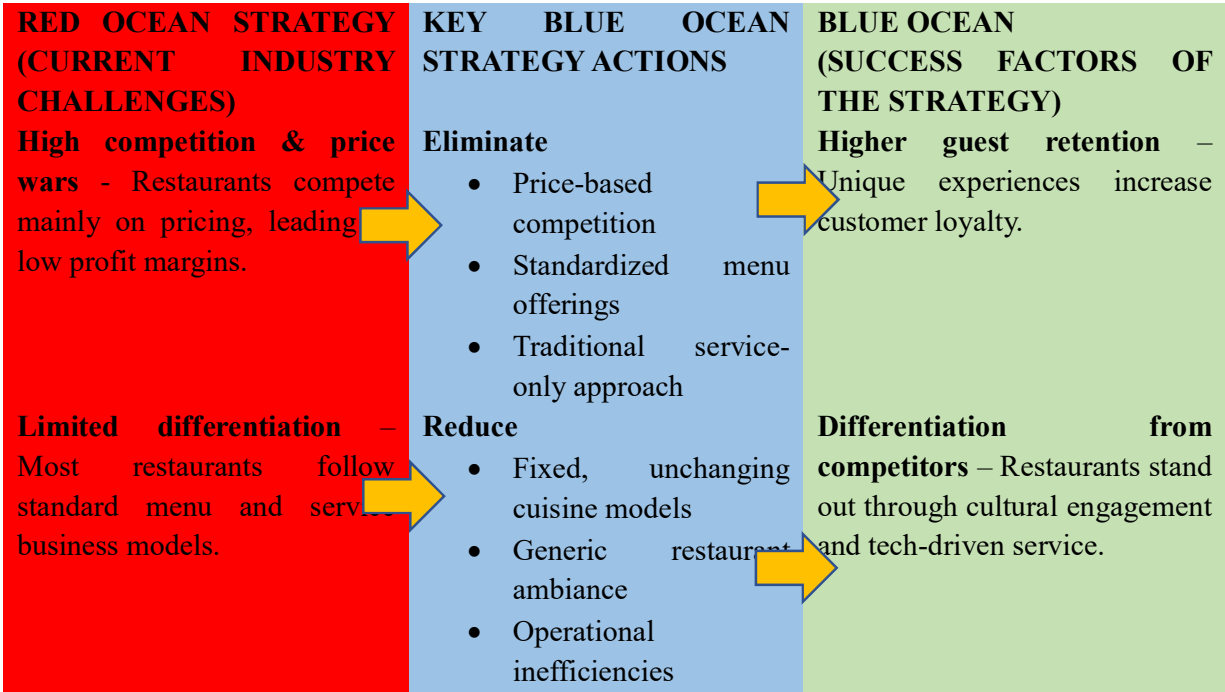 RED OCEAN STRATEGY
(CURRENT INDUSTRY
CHALLENGES)
KEY BLUE OCEAN
STRATEGY ACTIONS
BLUE OCEAN
(SUCCESS FACTORS OF
THE STRATEGY)
High competition & price
wars - Restaurants compete
mainly on pricing, leading
low profit margins.
Eliminate
• Price-based
competition
• Standardized menu
offerings
• Traditional service-
only approach
Higher guest retention –
Unique experiences increase
customer loyalty.
Limited differentiation –
Most restaurants follow
standard menu and service
business models.
Reduce
• Fixed, unchanging
cuisine models
• Generic restaurant
ambiance
• Operational
inefficiencies
Differentiation from
competitors – Restaurants stand
out through cultural engagement
and tech-driven service.